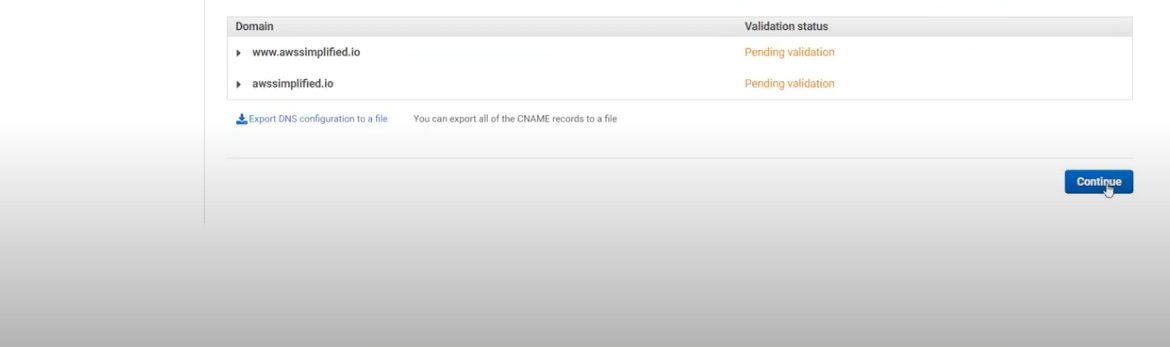 Domain Validation status
www.awssimplified.io Pending validation
awssimplified.io Pending validation
Export DNS configuration to a file You can export all of the CNAME records to a file
Continue